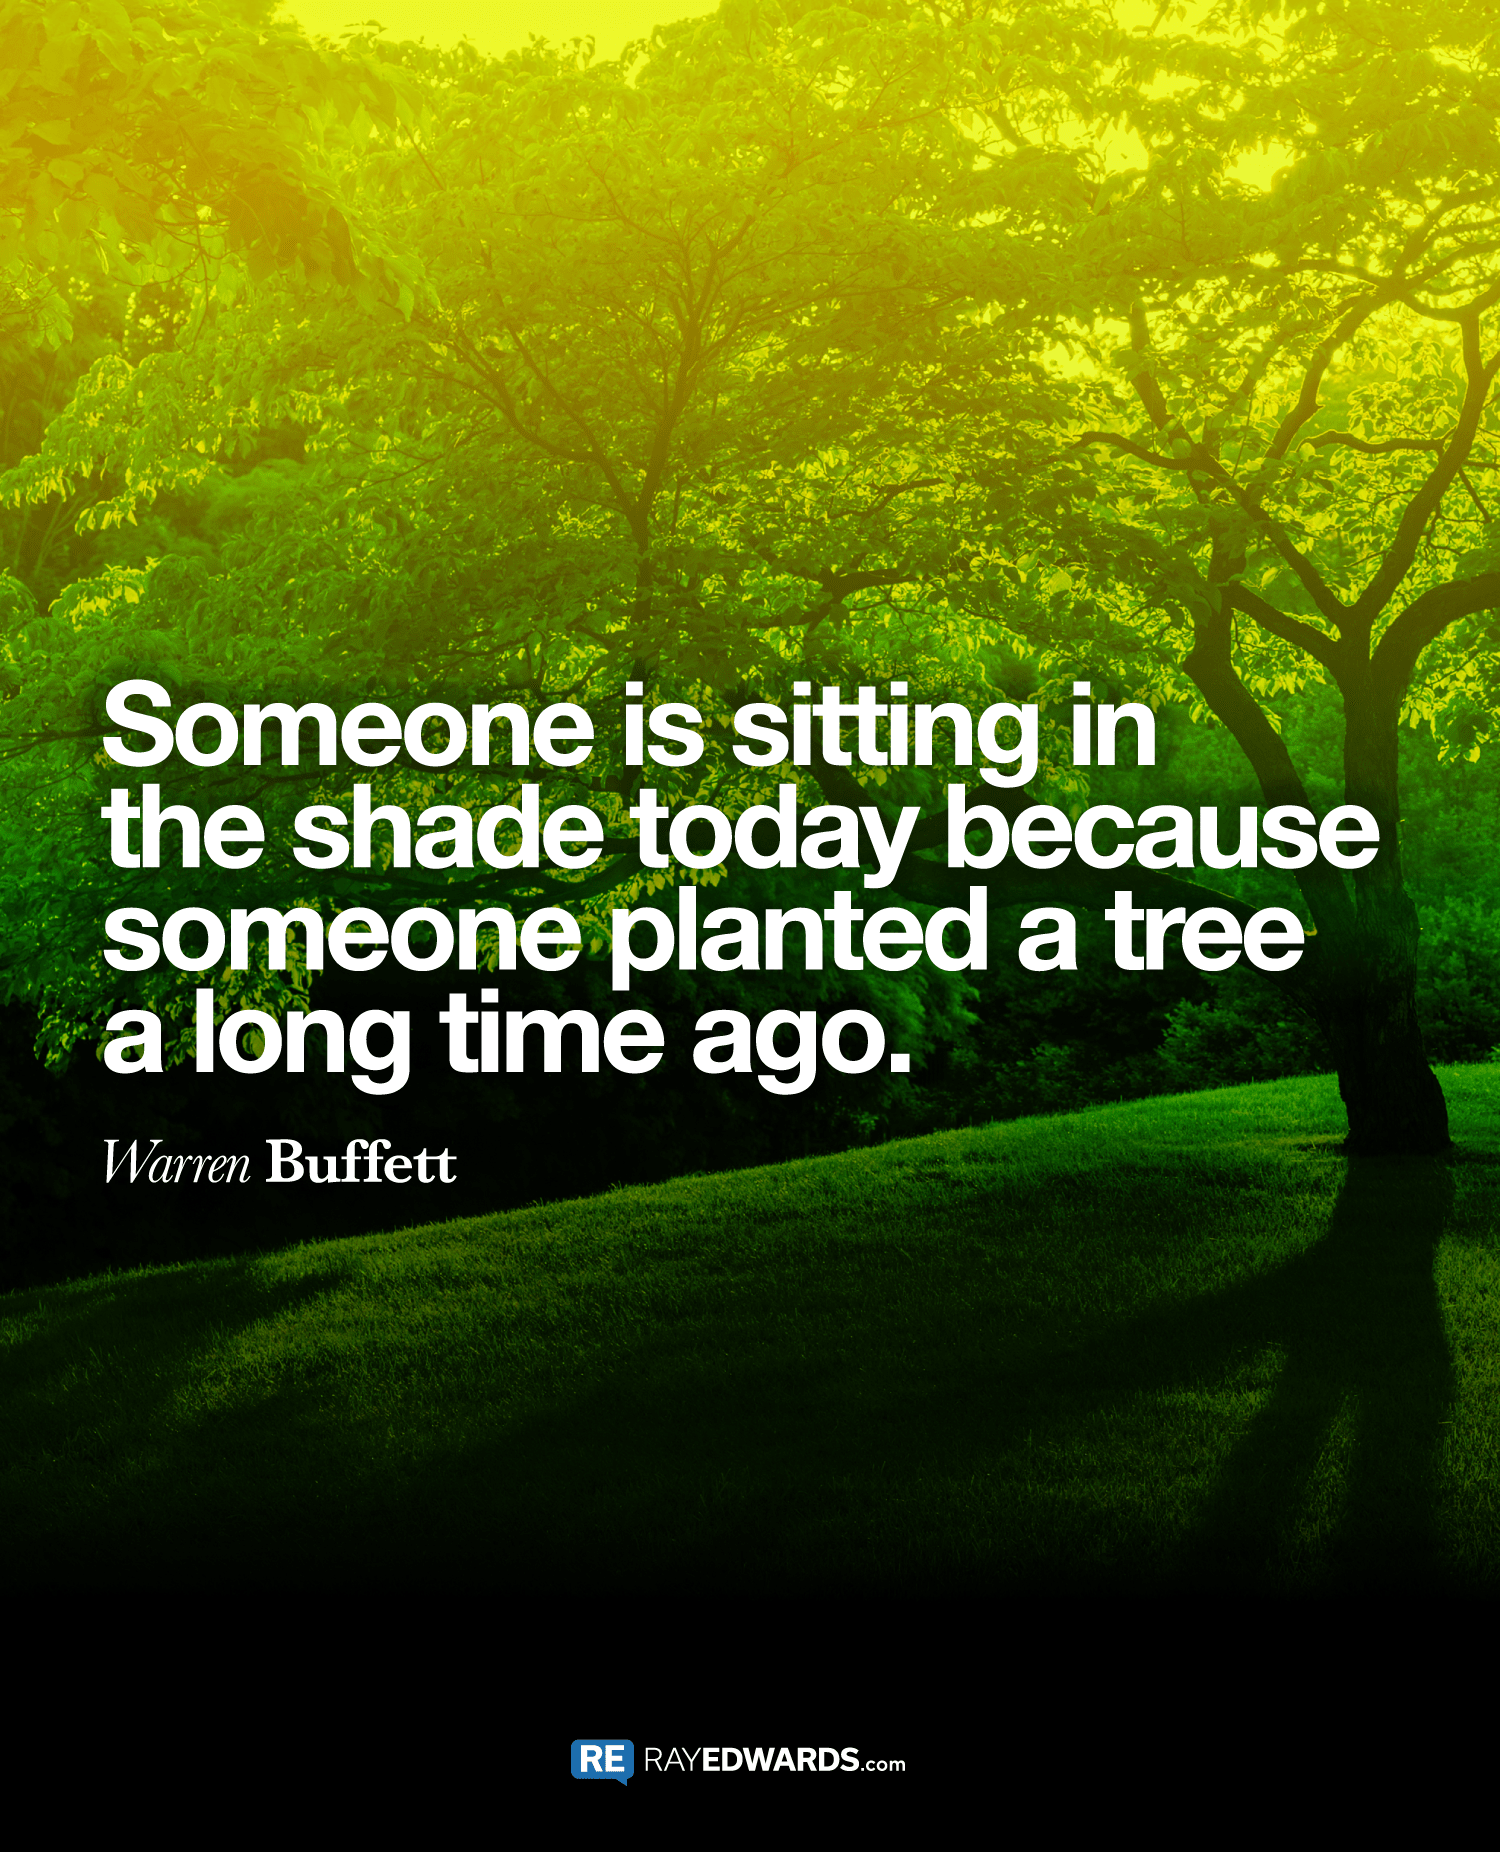 Someone is sitting in
the shade today because
someone planted a tree
a long time ago.
Warren Buffett
RE RAYEDWARDS.com